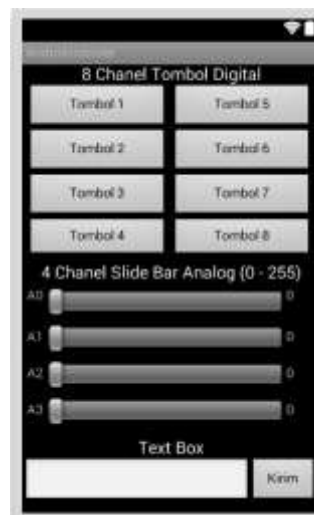 8 Chanel Tombol Digital
Tombol 1 Tombol 5
Tombol 2 Tombol 6
Tombol 3 Tombol 7
Tombol 4 Tombol 8
4 Chanel Slide Bar Analog (0 - 255)
A0 0
A1 0
A2 0
A3 0
Text Box
Kirim